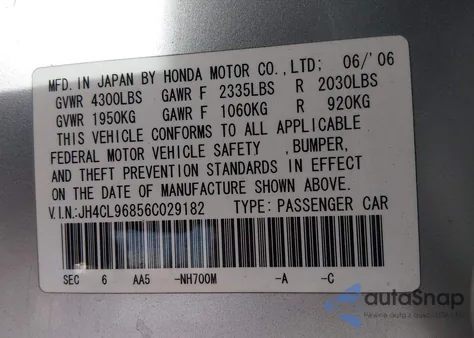 MFD. IN JAPAN BY HONDA MOTOR CO., LTD: 06/'06
GVWR 4300LBS GAWR F 2335LBS R 2030LBS
GVWR 1950KG GAWR F 1060KG R 920KG
THIS VEHICLE CONFORMS TO ALL APPLICABLE
FEDERAL MOTOR VEHICLE SAFETY ,BUMPER,
AND THEFT PREVENTION STANDARDS IN EFFECT
ON THE DATE OF MANUFACTURE SHOWN ABOVE.
V.I.N.:JH4CL96856C029182 TYPE: PASSENGER CAR
SEC 6 AA5 -NH700M -A -C
autoSnap